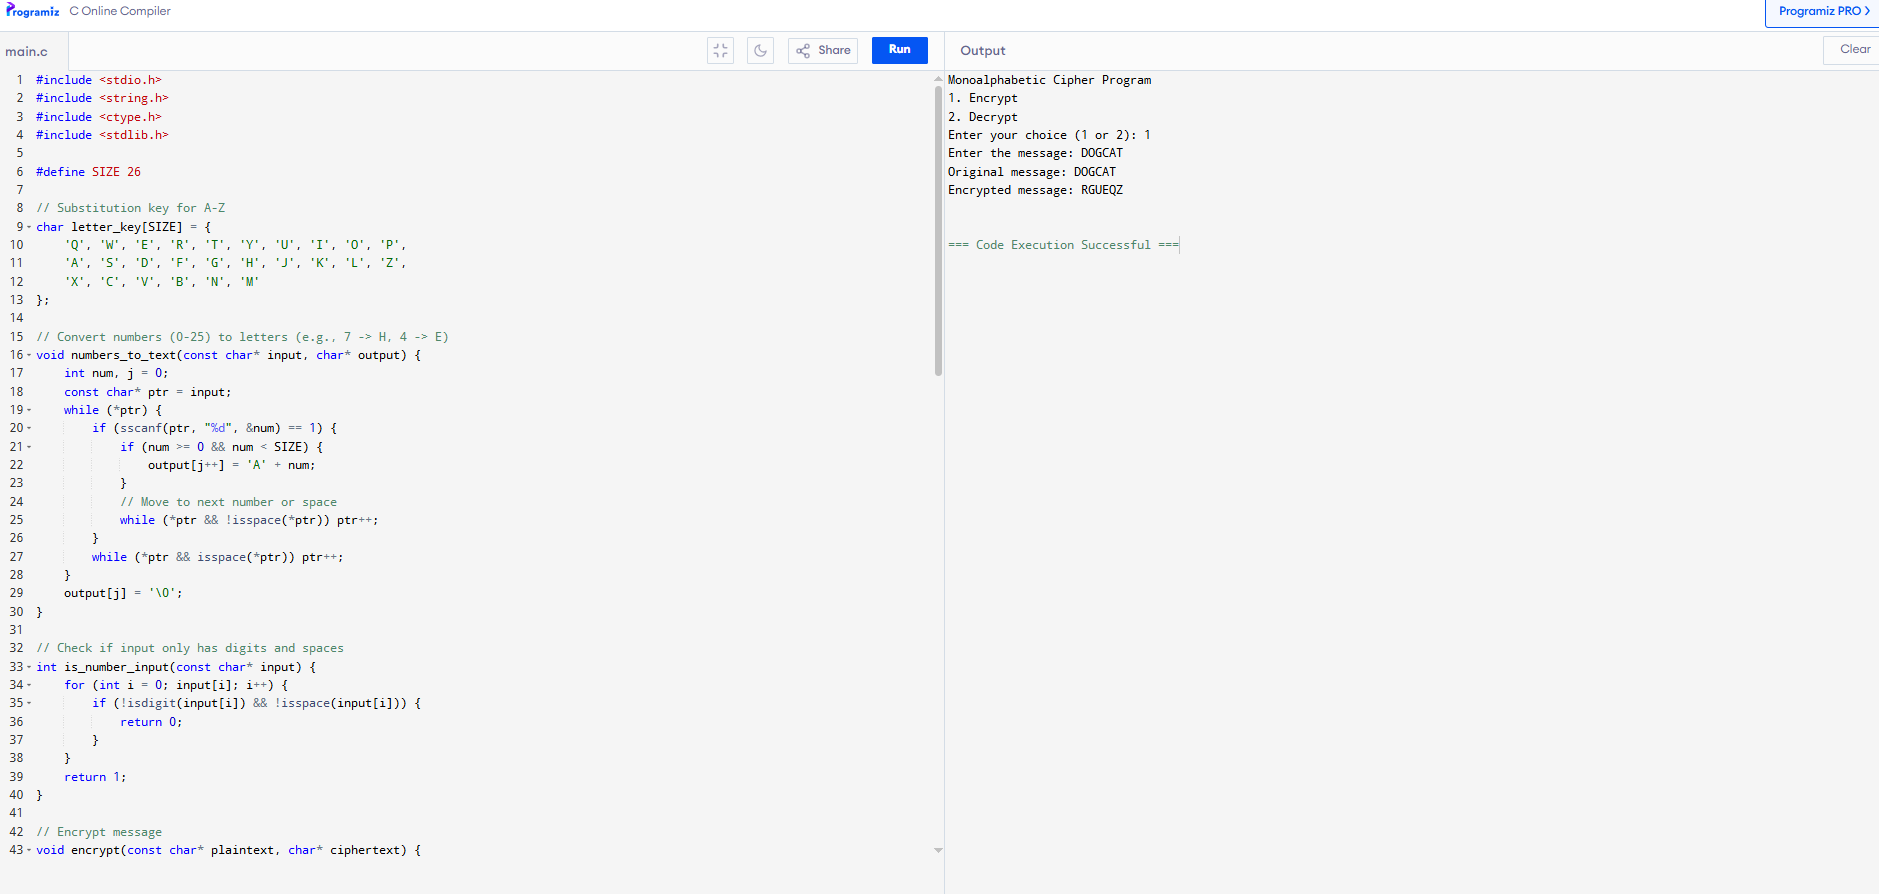 Programiz C Online Compiler
Programiz PRO >
main.c
Share
Run
Output
Clear
1 #include <stdio.h>
2 #include <string.h>
3 #include <ctype.h>
4 #include <stdlib.h>
5
6 #define SIZE 26
7
8 // Substitution key for A-Z
9 char letter_key[SIZE] = {
10 'Q', 'W', 'E', 'R', 'T', 'Y', 'U', 'I', 'O', 'P',
11 'A', 'S', 'D', 'F', 'G', 'H', 'J', 'K', 'L', 'Z',
12 'X', 'C', 'V', 'B', 'N', 'M'
13 };
14
15 // Convert numbers (0-25) to letters (e.g., 7 -> H, 4 -> E)
16 void numbers_to_text(const char* input, char* output) {
17 int num, j = 0;
18 const char* ptr = input;
19 while (*ptr) {
20 if (sscanf(ptr, "%d", &num) == 1) {
21 if (num >= 0 && num < SIZE) {
22 output[j++] = 'A' + num;
23 }
24 // Move to next number or space
25 while (*ptr && !isspace(*ptr)) ptr++;
26 }
27 while (*ptr && isspace(*ptr)) ptr++;
28 }
29 output[j] = '\0';
30 }
31
32 // Check if input only has digits and spaces
33 int is_number_input(const char* input) {
34 for (int i = 0; input[i]; i++) {
35 if (!isdigit(input[i]) && !isspace(input[i])) {
36 return 0;
37 }
38 }
39 return 1;
40 }
41
42 // Encrypt message
43 void encrypt(const char* plaintext, char* ciphertext) {
Monoalphabetic Cipher Program
1. Encrypt
2. Decrypt
Enter your choice (1 or 2): 1
Enter the message: DOGCAT
Original message: DOGCAT
Encrypted message: RGUEQZ
=== Code Execution Successful ===